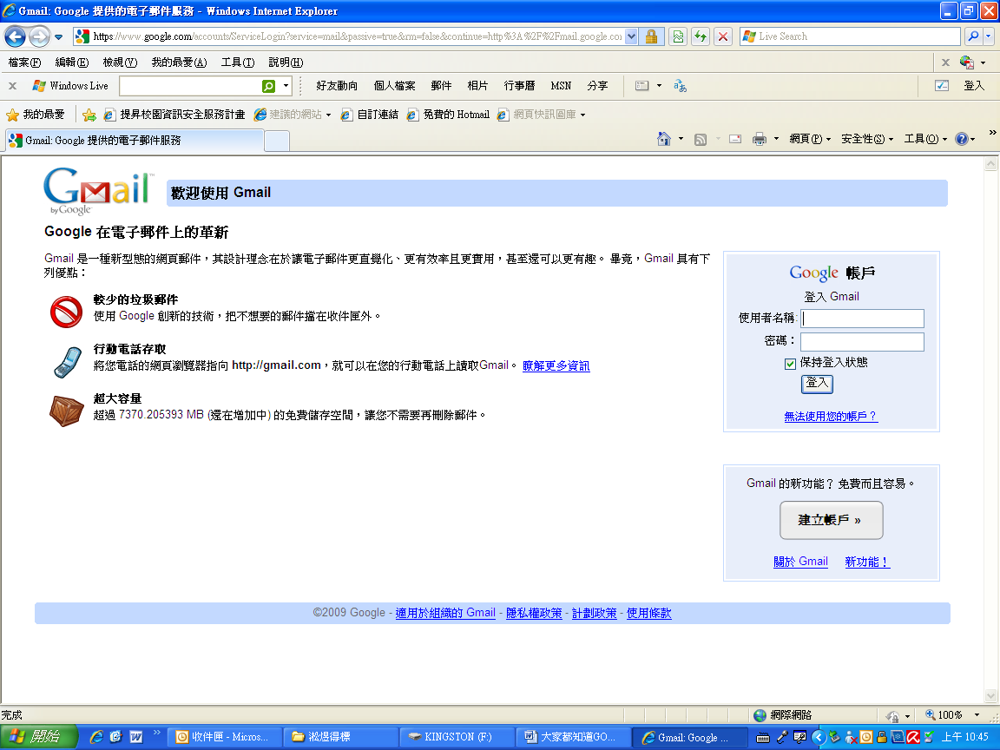 Gmail: Google 提供的電子郵件服務 - Windows Internet Explorer
https://www.google.com/accounts/ServiceLogin?service=mail&passive=true&rm=false&continue=http%3A%2F%2Fmail.google.co
Live Search
檔案(F) 編輯(E) 檢視(V) 我的最愛(A) 工具(T) 說明(H)
Windows Live 好友動向 個人檔案 郵件 相片 行事曆 MSN 分享 登入
我的最愛 提昇校園資訊安全服務計畫 建議的網站 自訂連結 免費的 Hotmail 網頁快訊圖庫
Gmail: Google 提供的電子郵件服務 網頁(P) 安全性(S) 工具(O)
Gmail™
by Google
歡迎使用 Gmail
Google 在電子郵件上的革新
Gmail 是一種新型態的網頁郵件，其設計理念在於讓電子郵件更直覺化、更有效率且更實用，甚至還可以更有趣。 畢竟，Gmail 具有下
列優點：
較少的垃圾郵件
使用 Google 創新的技術，把不想要的郵件擋在收件匣外。
行動電話存取
將您電話的網頁瀏覽器指向 http://gmail.com，就可以在您的行動電話上讀取Gmail。 瞭解更多資訊
超大容量
超過 7370.205393 MB (還在增加中) 的免費儲存空間，讓您不需要再刪除郵件。
Google 帳戶
登入 Gmail
使用者名稱:
密碼：
保持登入狀態
登入
無法使用您的帳戶？
Gmail 的新功能？ 免費而且容易。
建立帳戶 »
關於 Gmail 新功能！
©2009 Google - 適用於組織的 Gmail - 隱私權政策 - 計劃政策 - 使用條款
完成 網際網路 100%
開始 收件匣 - Micros... 淞煜得標 KINGSTON (F:) 大家都知道GO... Gmail: Google ... 上午 10:45